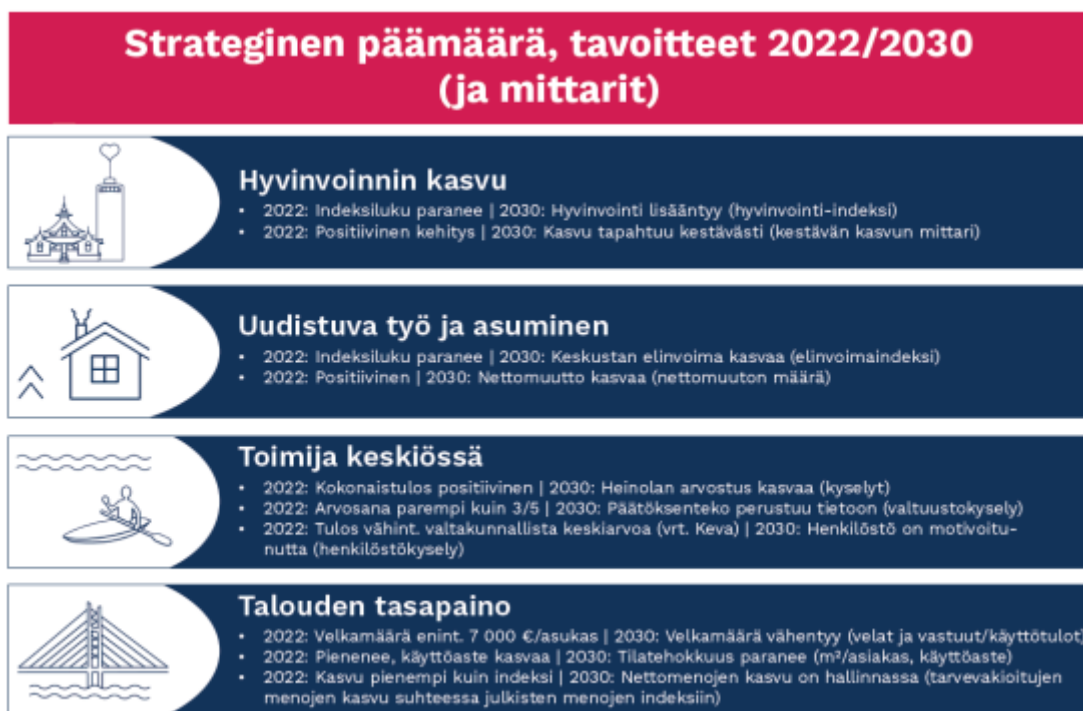 Strateginen päämäärä, tavoitteet 2022/2030
(ja mittarit)
Hyvinvoinnin kasvu
• 2022: Indeksiluku paranee | 2030: Hyvinvointi lisääntyy (hyvinvointi-indeksi)
• 2022: Positiivinen kehitys | 2030: Kasvu tapahtuu kestävästi (kestävän kasvun mittari)
Uudistuva työ ja asuminen
• 2022: Indeksiluku paranee | 2030: Keskustan elinvoima kasvaa (elinvoimaindeksi)
• 2022: Positiivinen | 2030: Nettomuutto kasvaa (nettomuuton määrä)
Toimija keskiössä
• 2022: Kokonaistulos positiivinen | 2030: Heinolan arvostus kasvaa (kyselyt)
• 2022: Arvosana parempi kuin 3/5 | 2030: Päätöksenteko perustuu tietoon (valtuustokysely)
• 2022: Tulos vähint. valtakunnallista keskiarvoa (vrt. Keva) | 2030: Henkilöstö on motivoitu-
nutta (henkilöstökysely)
Talouden tasapaino
• 2022: Velkamäärä enint. 7 000 €/asukas | 2030: Velkamäärä vähentyy (velat ja vastuut/käyttötulot)
• 2022: Pienenee, käyttöaste kasvaa | 2030: Tilatehokkuus paranee (m²/asiakas, käyttöaste)
• 2022: Kasvu pienempi kuin indeksi | 2030: Nettomenojen kasvu on hallinnassa (tarvevakioitujen
menojen kasvu suhteessa julkisten menojen indeksiin)